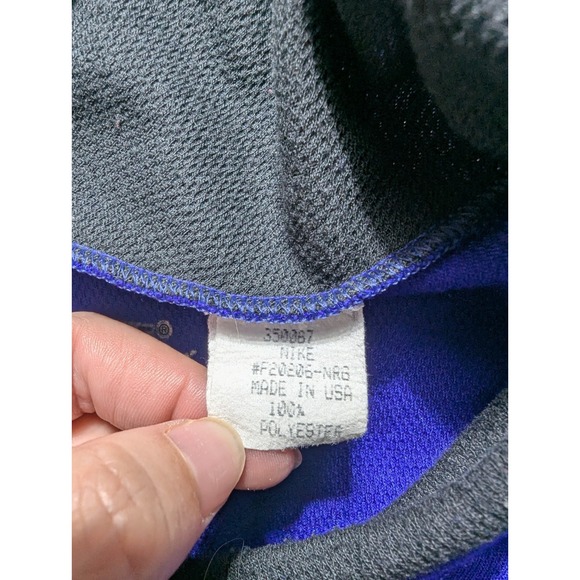 350087
NIKE
#F20E06-NRG
MADE IN USA
100%
POLYESTER
®